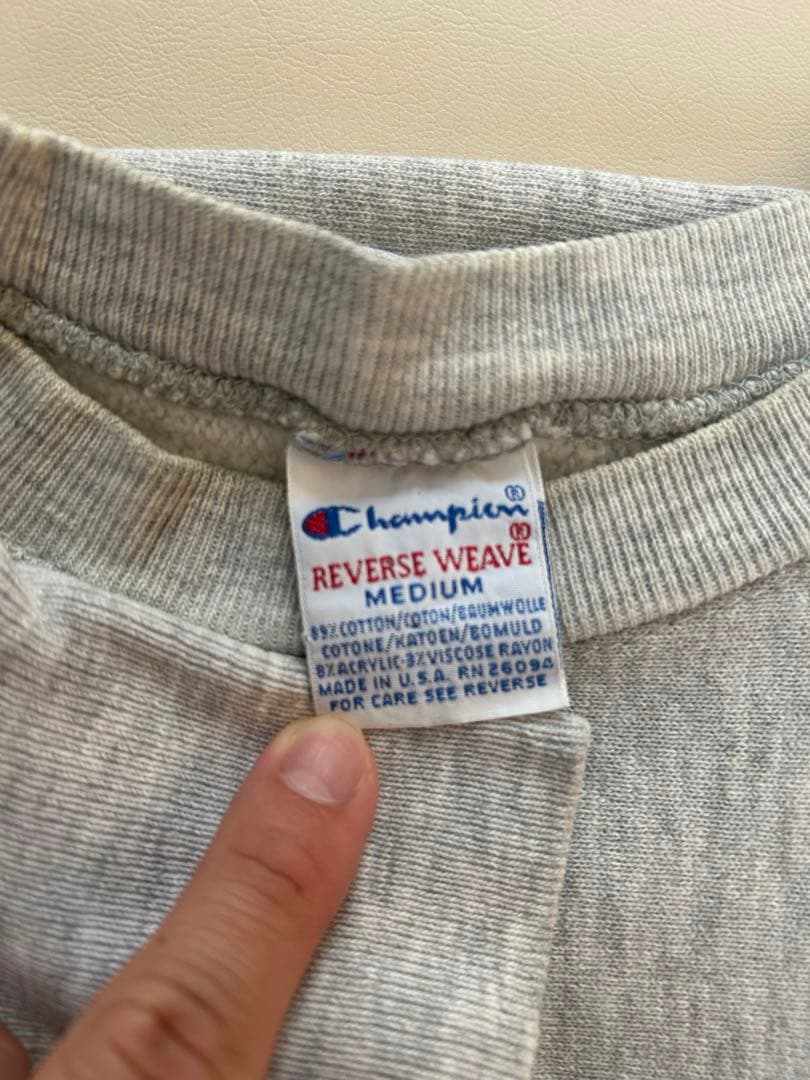 Champion®
REVERSE WEAVE®
MEDIUM
89% COTTON/COTON/BAUMWOLLE
COTONE/KATOEN/BOMULD
8% ACRYLIC-3% VISCOSE RAYON
MADE IN U.S.A. RN 26094
FOR CARE SEE REVERSE